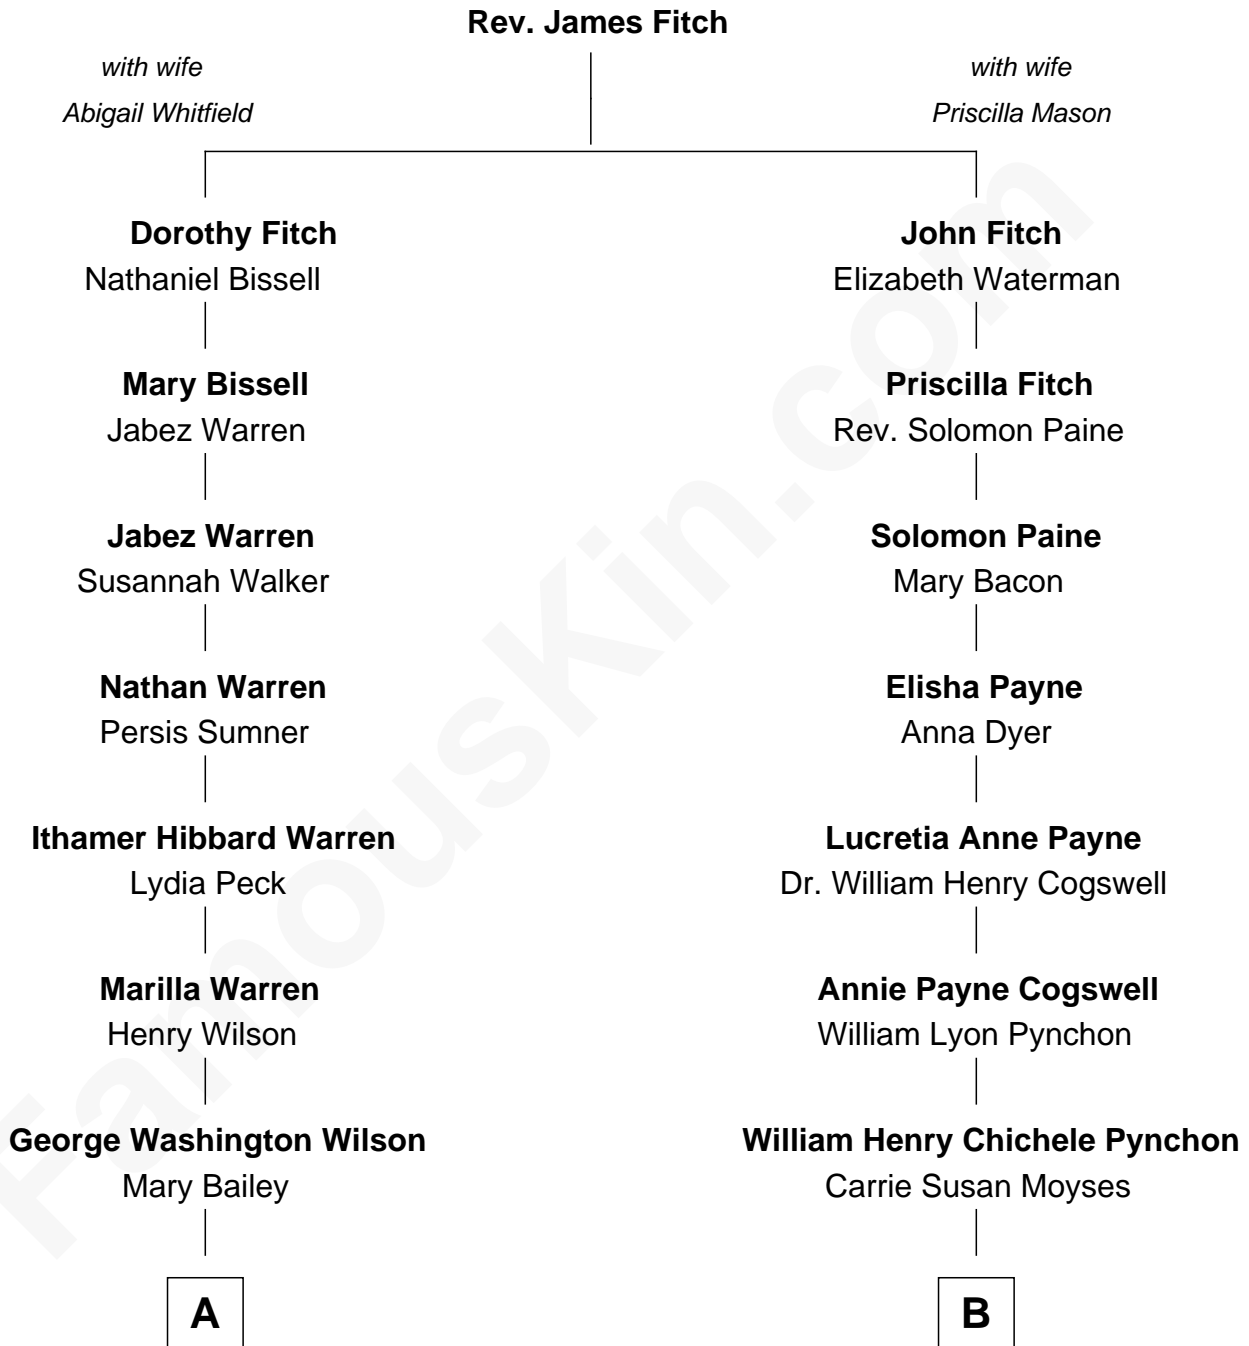 Rev. James Fitch
with wife
Abigail Whitfield
with wife
Priscilla Mason
Dorothy Fitch
Nathaniel Bissell
Mary Bissell
Jabez Warren
Jabez Warren
Susannah Walker
Nathan Warren
Persis Sumner
Ithamer Hibbard Warren
Lydia Peck
Marilla Warren
Henry Wilson
George Washington Wilson
Mary Bailey
A
John Fitch
Elizabeth Waterman
Priscilla Fitch
Rev. Solomon Paine
Solomon Paine
Mary Bacon
Elisha Payne
Anna Dyer
Lucretia Anne Payne
Dr. William Henry Cogswell
Annie Payne Cogswell
William Lyon Pynchon
William Henry Chichele Pynchon
Carrie Susan Moyses
B
FamousKin.com